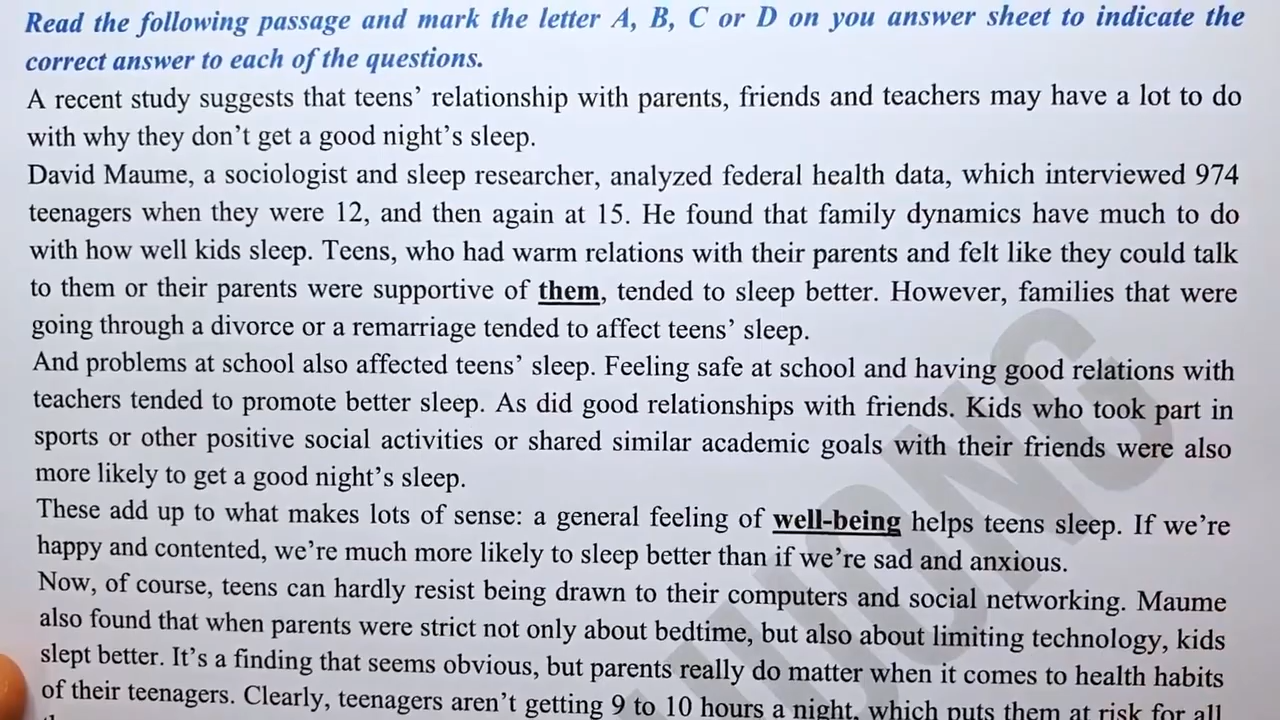 Read the following passage and mark the letter A, B, C or D on you answer sheet to indicate the
correct answer to each of the questions.
A recent study suggests that teens’ relationship with parents, friends and teachers may have a lot to do
with why they don’t get a good night’s sleep.
David Maume, a sociologist and sleep researcher, analyzed federal health data, which interviewed 974
teenagers when they were 12, and then again at 15. He found that family dynamics have much to do
with how well kids sleep. Teens, who had warm relations with their parents and felt like they could talk
to them or their parents were supportive of them, tended to sleep better. However, families that were
going through a divorce or a remarriage tended to affect teens’ sleep.
And problems at school also affected teens’ sleep. Feeling safe at school and having good relations with
teachers tended to promote better sleep. As did good relationships with friends. Kids who took part in
sports or other positive social activities or shared similar academic goals with their friends were also
more likely to get a good night’s sleep.
These add up to what makes lots of sense: a general feeling of well-being helps teens sleep. If we’re
happy and contented, we’re much more likely to sleep better than if we’re sad and anxious.
Now, of course, teens can hardly resist being drawn to their computers and social networking. Maume
also found that when parents were strict not only about bedtime, but also about limiting technology, kids
slept better. It’s a finding that seems obvious, but parents really do matter when it comes to health habits
of their teenagers. Clearly, teenagers aren’t getting 9 to 10 hours a night, which puts them at risk for all